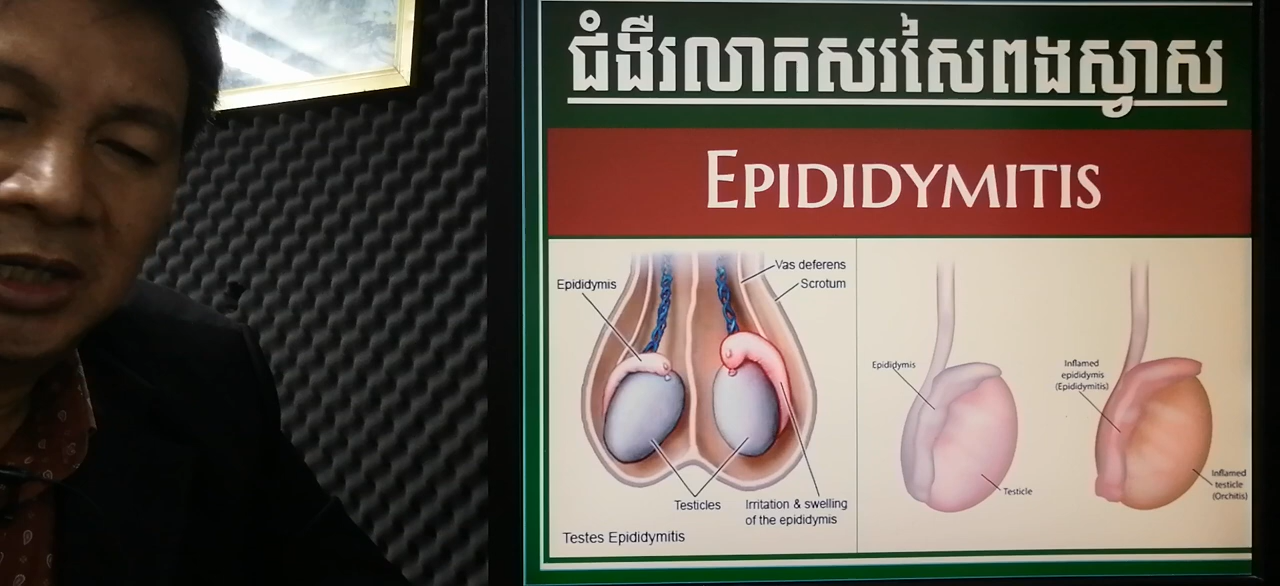 ជំងឺរលាកសរសៃពងស្វាស
EPIDIDYMITIS
Vas deferens
Epididymis
Scrotum
Testicles
Irritation & swelling
of the epididymis
Testes Epididymitis
Epididymis
Testicle
Inflamed
epididymis
(Epididymitis)
Inflamed
testicle
(Orchitis)